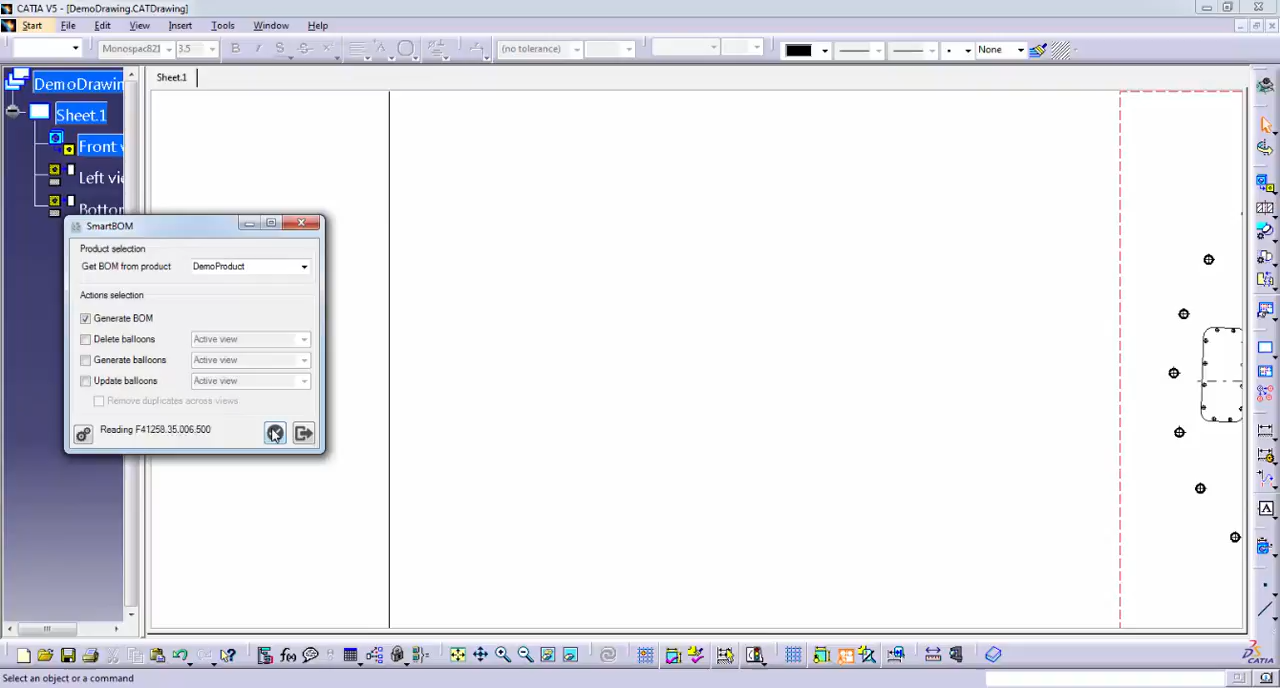 CATIA V5 - [DemoDrawing.CATDrawing]
Start File Edit View Insert Tools Window Help
Monospac821 3.5 B I S (no tolerance) None
DemoDrawin
Sheet.1
Sheet.1
Front v
Left vie
Bottom
SmartBOM
Product selection
Get BOM from product DemoProduct
Actions selection
Generate BOM
Delete balloons Active view
Generate balloons Active view
Update balloons Active view
Remove duplicates across views
Reading F41258.35.006.500
A
f(x)
CATIA
Select an object or a command